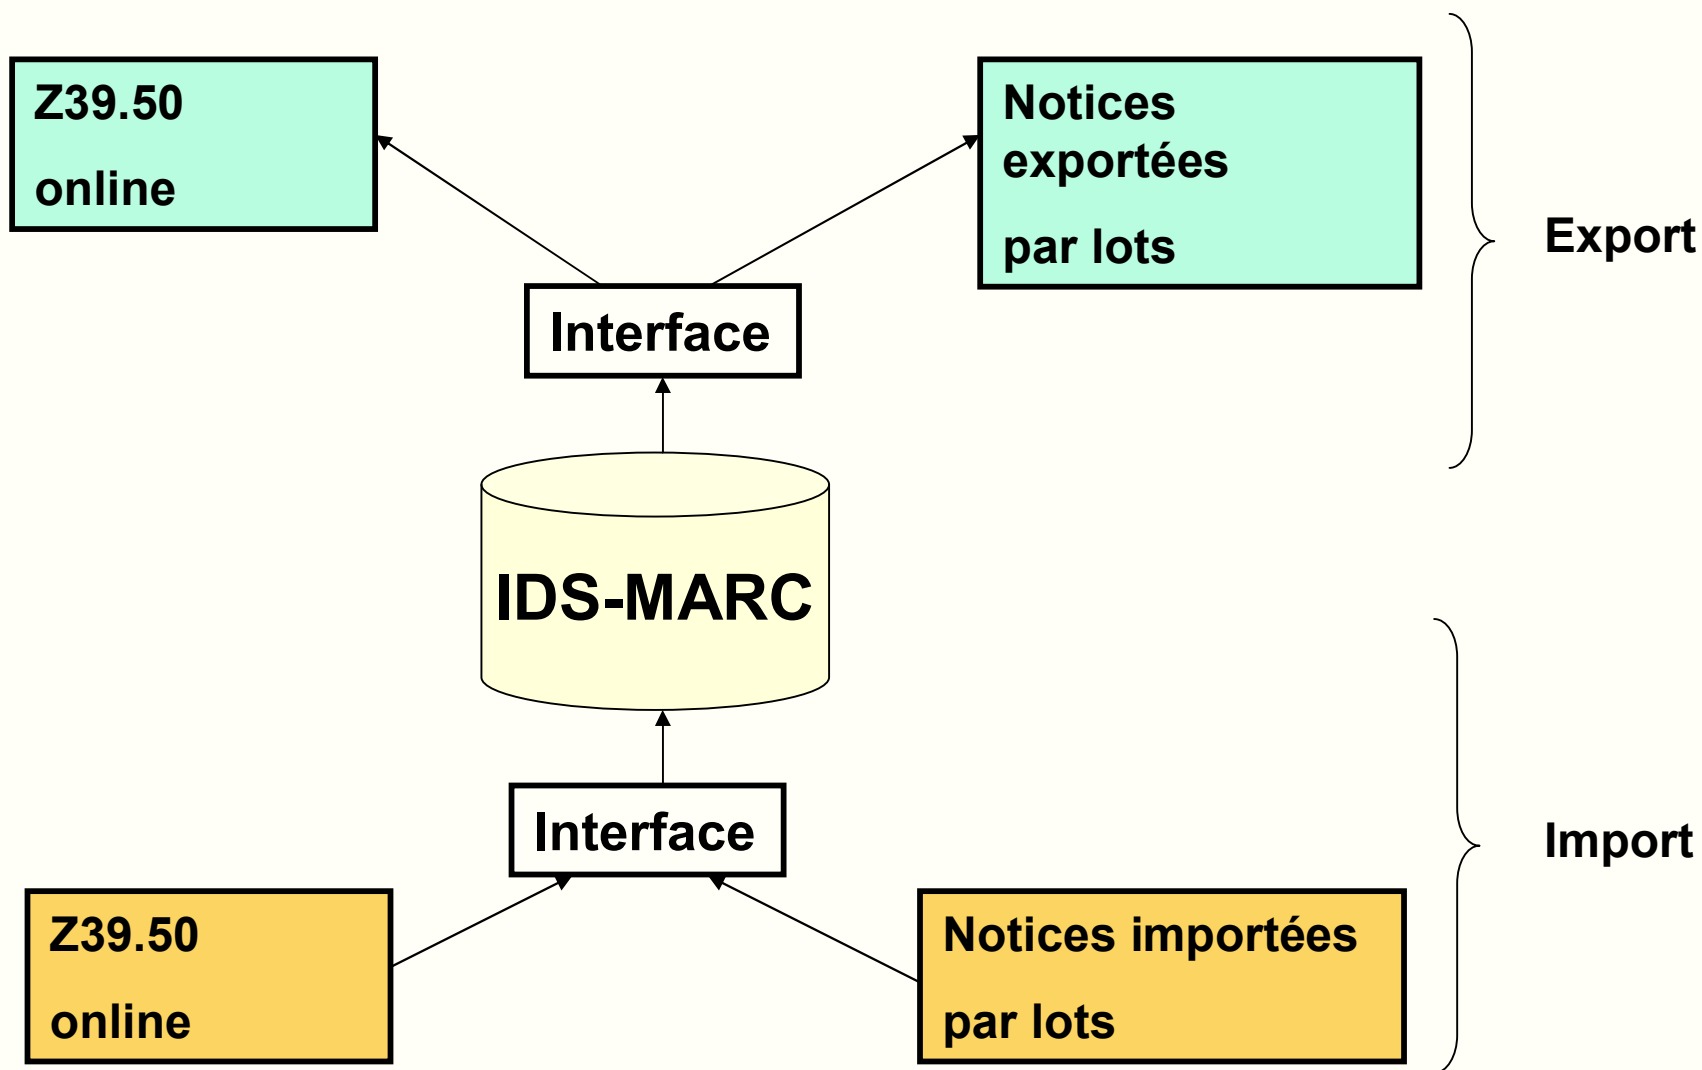 Z39.50
online
Notices
exportées
par lots
Export
Interface
IDS-MARC
Interface
Import
Z39.50
online
Notices importées
par lots